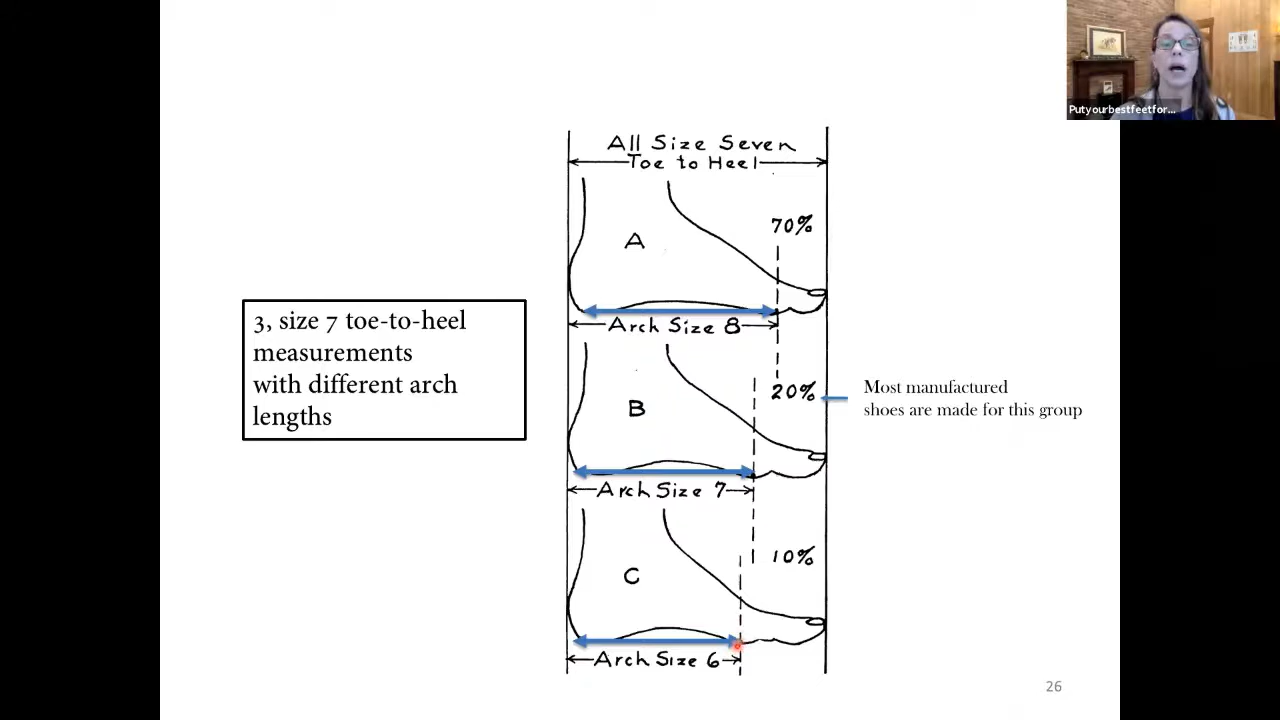 Putyourbestfeetfor...
All Size Seven
Toe to Heel
70%
A
Arch Size 8
3, size 7 toe-to-heel
measurements
with different arch
lengths
20%
Most manufactured
shoes are made for this group
B
Arch Size 7
10%
C
Arch Size 6
26